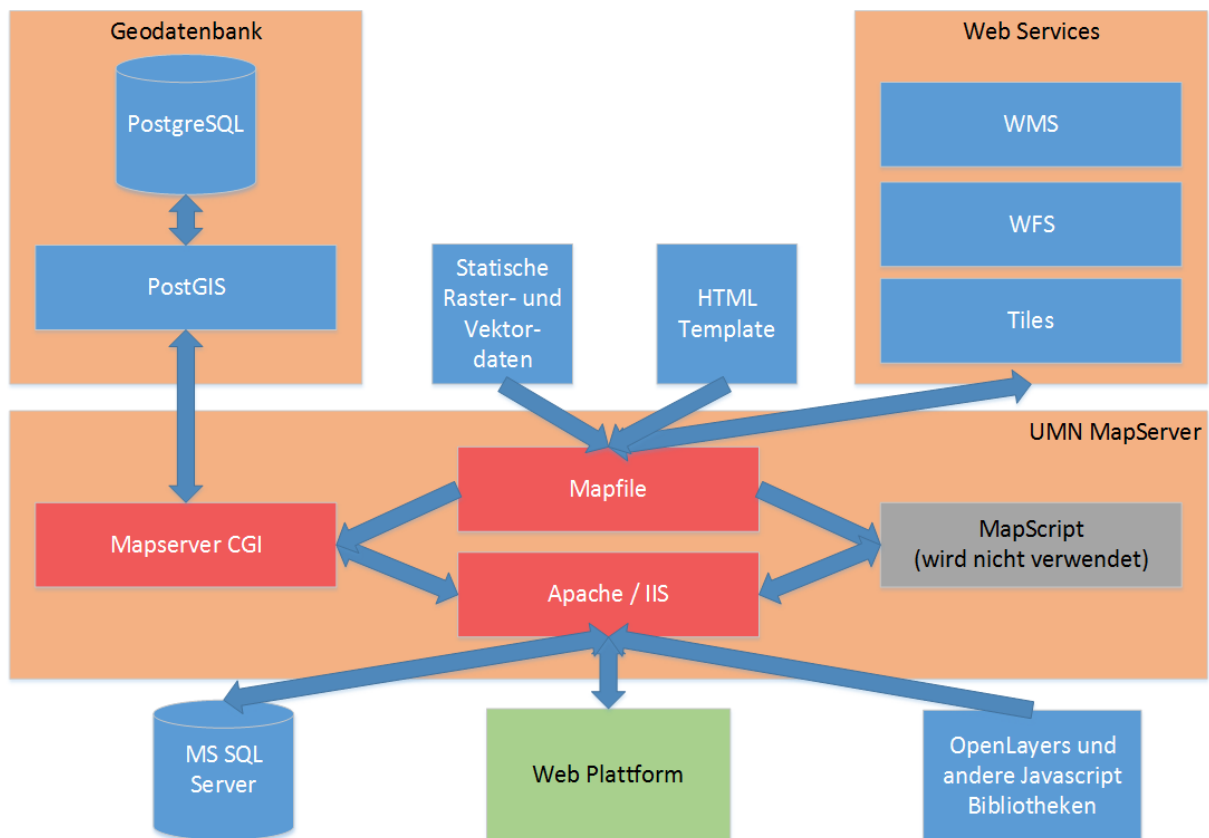 Geodatenbank
PostgreSQL
PostGIS
Statische
Raster- und
Vektor-
daten
HTML
Template
Web Services
WMS
WFS
Tiles
UMN MapServer
Mapfile
Mapserver CGI
MapScript
(wird nicht verwendet)
Apache / IIS
MS SQL
Server
Web Plattform
OpenLayers und
andere Javascript
Bibliotheken